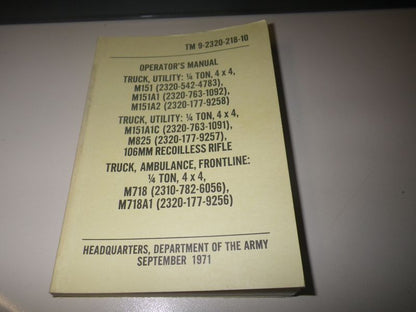 TM 9-2320-218-10
OPERATOR'S MANUAL
TRUCK, UTILITY: ¼ TON, 4 x 4,
M151 (2320-542-4783),
M151A1 (2320-763-1092),
M151A2 (2320-177-9258)
TRUCK, UTILITY: ¼ TON, 4 x 4,
M151A1C (2320-763-1091),
M825 (2320-177-9257),
106MM RECOILLESS RIFLE
TRUCK, AMBULANCE, FRONTLINE:
¼ TON, 4 x 4,
M718 (2310-782-6056),
M718A1 (2320-177-9256)
HEADQUARTERS, DEPARTMENT OF THE ARMY
SEPTEMBER 1971